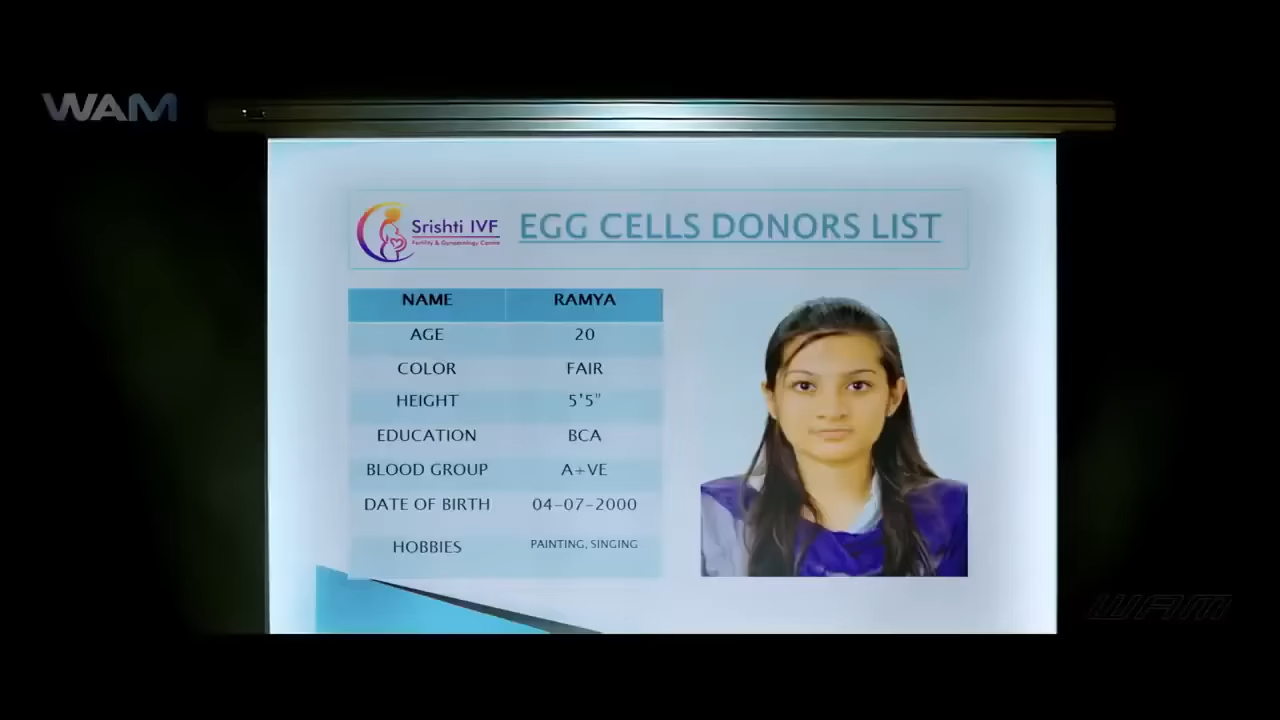 WAM
Srishti IVF
Fertility & Gynaecology Centre
EGG CELLS DONORS LIST
NAME RAMYA
AGE 20
COLOR FAIR
HEIGHT 5'5"
EDUCATION BCA
BLOOD GROUP A+VE
DATE OF BIRTH 04-07-2000
HOBBIES PAINTING, SINGING
WAM